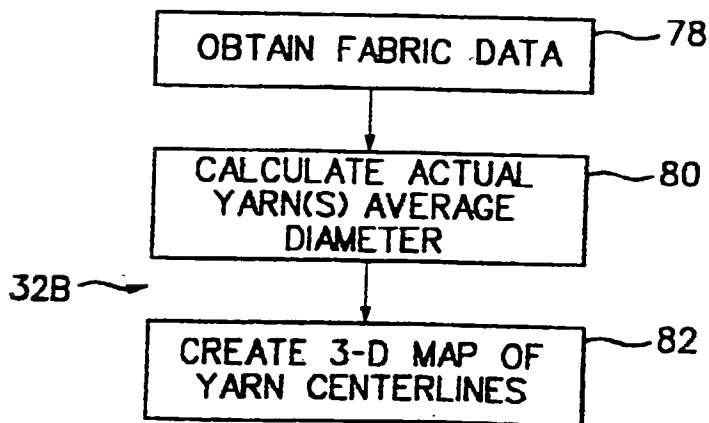 OBTAIN FABRIC DATA
78
CALCULATE ACTUAL
YARN(S) AVERAGE
DIAMETER
80
32B
CREATE 3-D MAP OF
YARN CENTERLINES
82